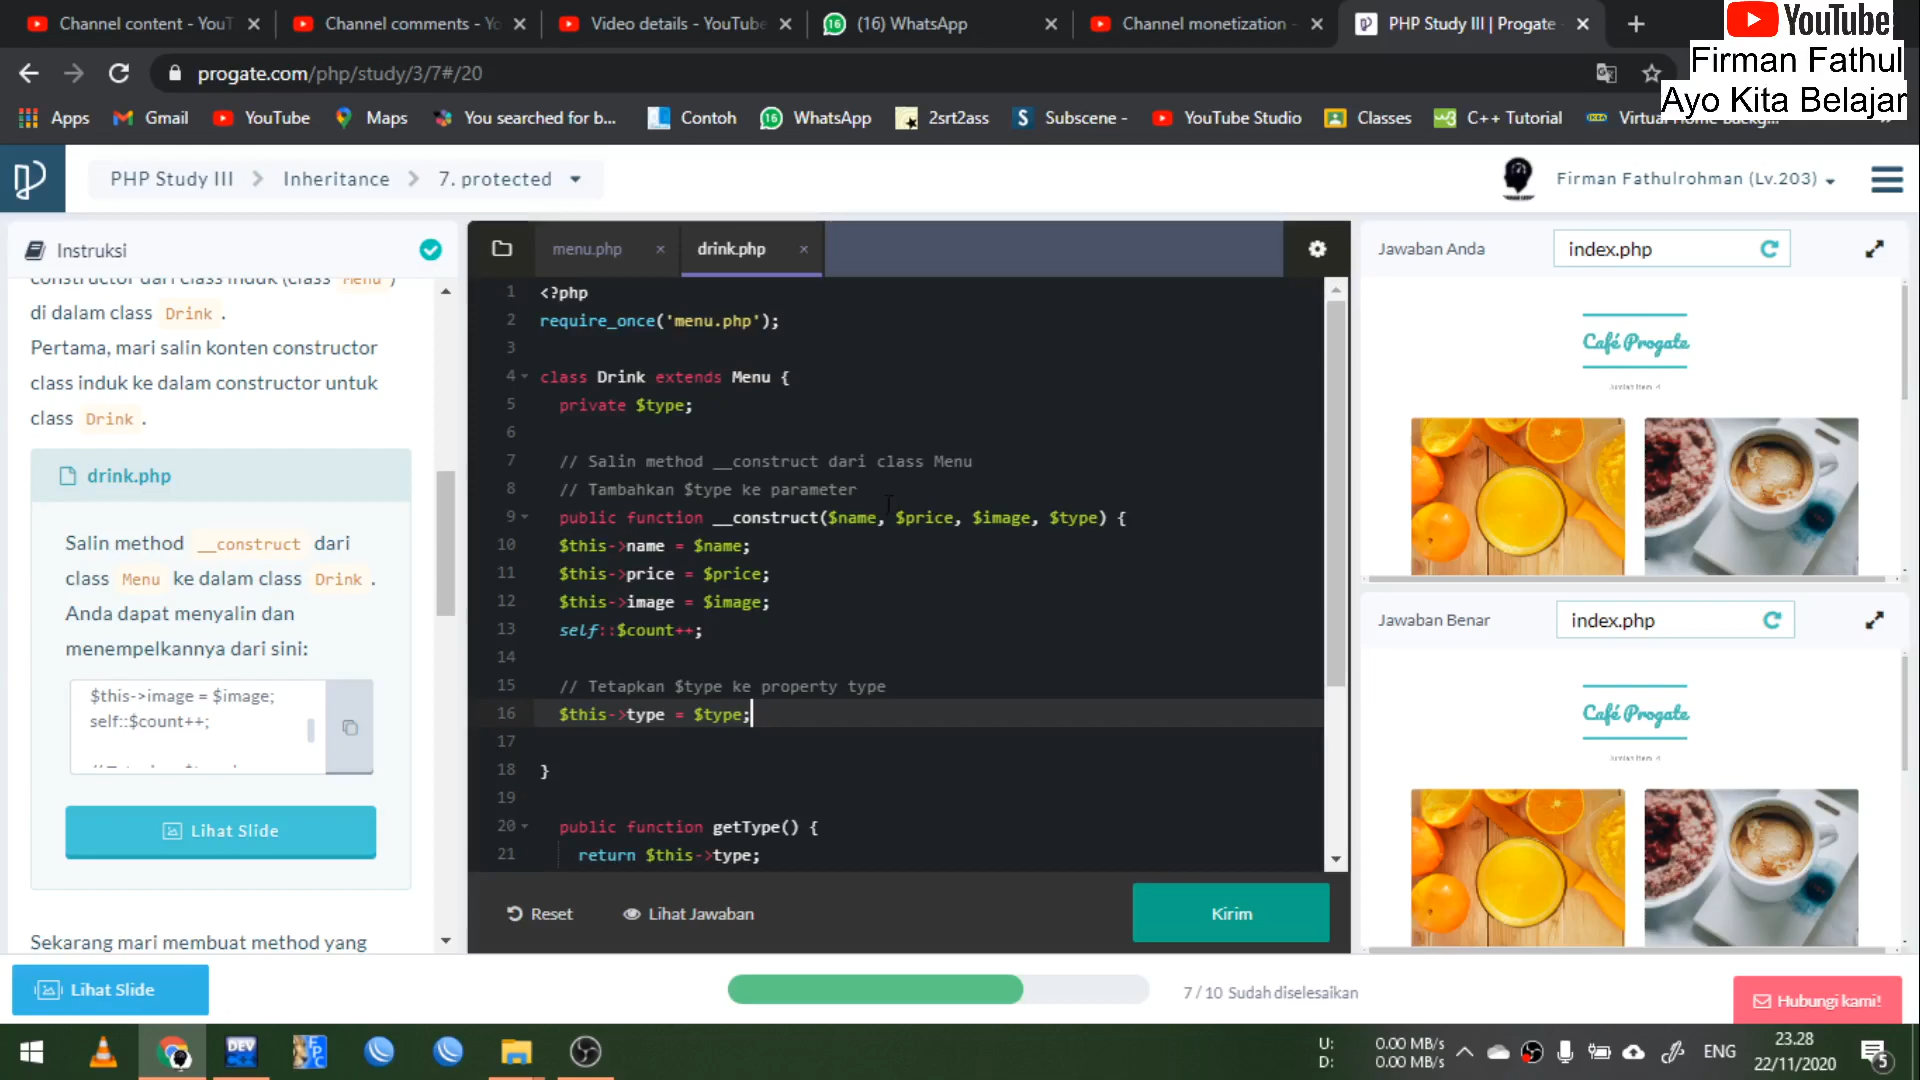 Channel content - YouT
Channel comments - Yo
Video details - YouTube
(16) WhatsApp
Channel monetization -
PHP Study III | Progate -
YouTube
Firman Fathul
Ayo Kita Belajar
progate.com/php/study/3/7#/20
Apps
Gmail
YouTube
Maps
You searched for b...
Contoh
16
WhatsApp
2srt2ass
Subscene -
YouTube Studio
Classes
C++ Tutorial
PHP Study III
Inheritance
7. protected
Firman Fathulrohman (Lv.203)
Instruksi
constructor dari class induk (class Menu )
di dalam class Drink .
Pertama, mari salin konten constructor
class induk ke dalam constructor untuk
class Drink .
drink.php
Salin method __construct dari
class Menu ke dalam class Drink .
Anda dapat menyalin dan
menempelkannya dari sini:
$this->image = $image;
self::$count++;
Lihat Slide
Sekarang mari membuat method yang
menu.php
drink.php
1 <?php
2 require_once('menu.php');
3
4 class Drink extends Menu {
5 private $type;
6
7 // Salin method __construct dari class Menu
8 // Tambahkan $type ke parameter
9 public function __construct($name, $price, $image, $type) {
10 $this->name = $name;
11 $this->price = $price;
12 $this->image = $image;
13 self::$count++;
14
15 // Tetapkan $type ke property type
16 $this->type = $type;
17
18 }
19
20 public function getType() {
21 return $this->type;
Reset
Lihat Jawaban
Kirim
Jawaban Anda
index.php
Café Progate
Jawaban Benar
index.php
Café Progate
Lihat Slide
7 / 10 Sudah diselesaikan
Hubungi kami!
DEV
U: 0.00 MB/s
D: 0.00 MB/s
ENG
23.28
22/11/2020
5